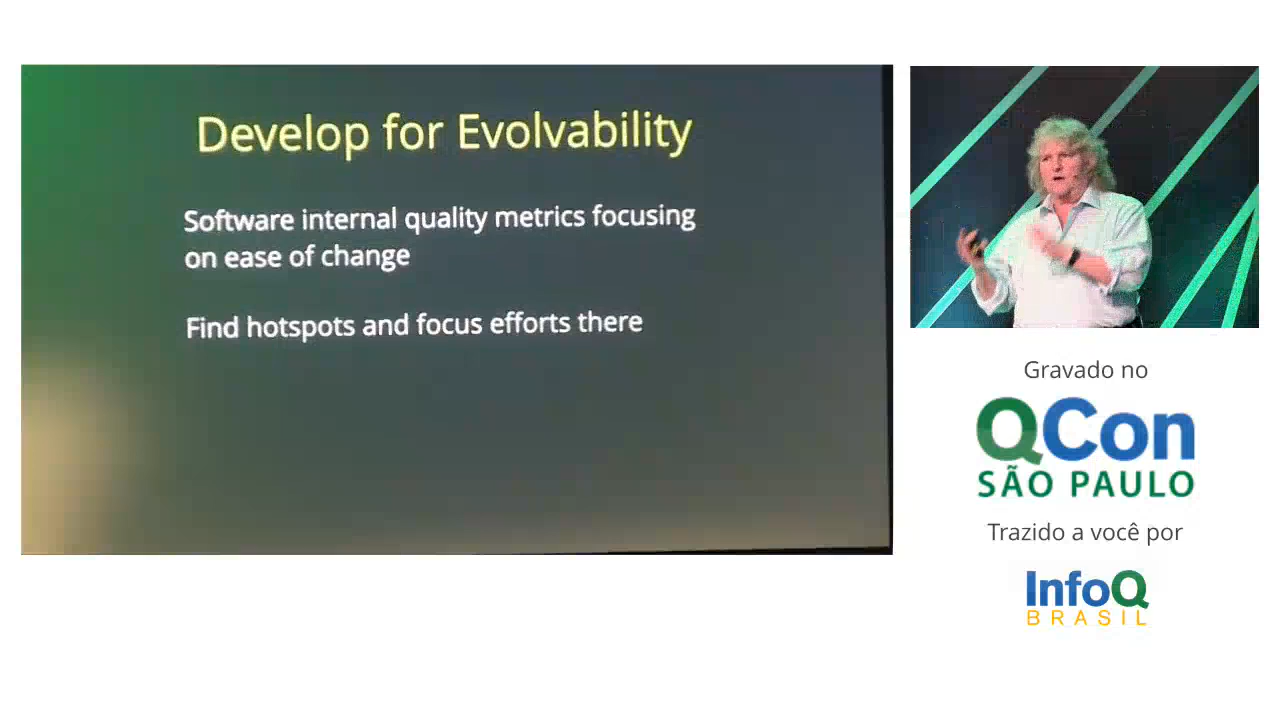 Develop for Evolvability
Software internal quality metrics focusing
on ease of change
Find hotspots and focus efforts there
Gravado no
QCon
SÃO PAULO
Trazido a você por
InfoQ
BRASIL